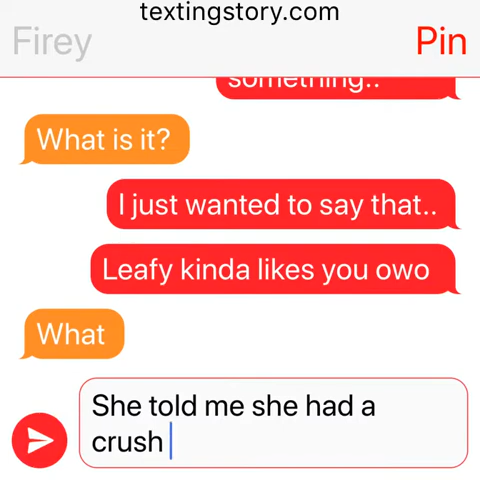 textingstory.com
Firey
Pin
something..
What is it?
I just wanted to say that..
Leafy kinda likes you owo
What
She told me she had a
crush